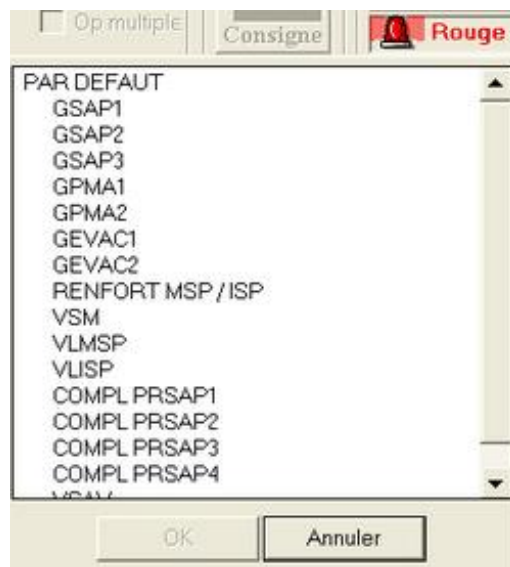 Op multiple Consigne Rouge
PAR DEFAUT
GSAP1
GSAP2
GSAP3
GPMA1
GPMA2
GEVAC1
GEVAC2
RENFORT MSP / ISP
VSM
VLMSP
VLISP
COMPL PRSAP1
COMPL PRSAP2
COMPL PRSAP3
COMPL PRSAP4
OK Annuler